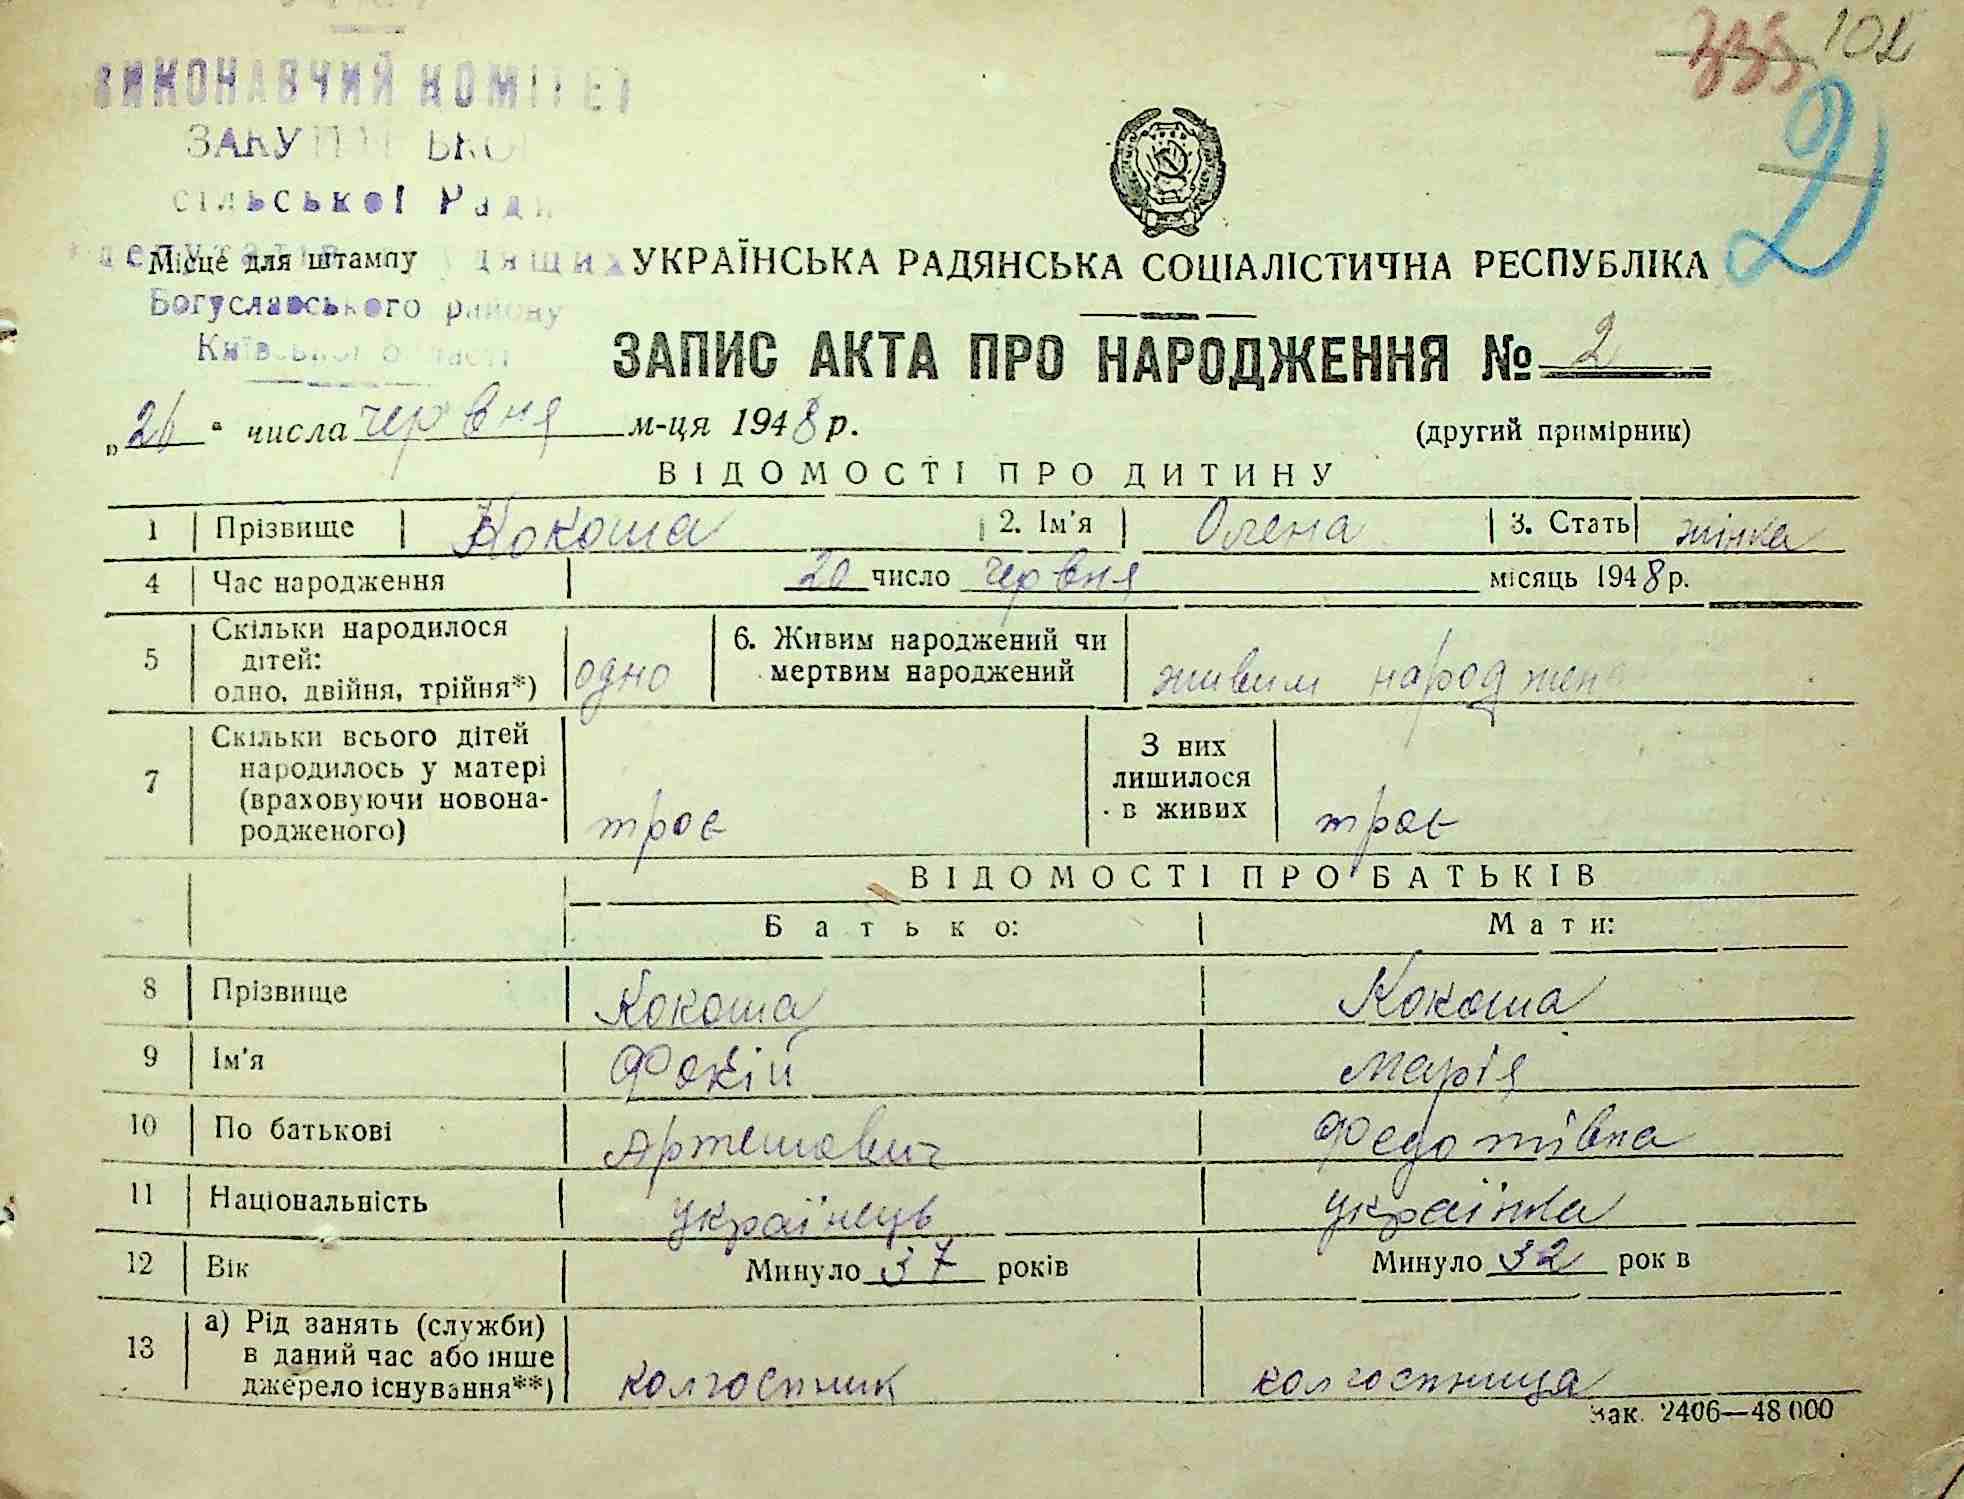 335 102
2
ВИКОНАВЧИЙ КОМІТЕТ
сільської Ради
Місце для штампу
Богуславського району
Київської області
УКРАЇНСЬКА РАДЯНСЬКА СОЦІАЛІСТИЧНА РЕСПУБЛІКА
ЗАПИС АКТА ПРО НАРОДЖЕННЯ № 2
„26“ числа червня м-ця 1948 р.
(другий примірник)
ВІДОМОСТІ ПРО ДИТИНУ
1 Прізвище Кокоша 2. Ім'я Олена 3. Стать жінка
4 Час народження 20 число червня місяць 1948 р.
5 Скільки народилося дітей: одно, двійня, трійня*) одно 6. Живим народжений чи мертвим народжений живим народжена
7 Скільки всього дітей народилось у матері (враховуючи новонародженого) троє З них лишилося в живих троє
ВІДОМОСТІ ПРО БАТЬКІВ
Батько: Мати:
8 Прізвище Кокоша Кокоша
9 Ім'я Фокій Марія
10 По батькові Артемович Федотівна
11 Національність українець українка
12 Вік Минуло 37 років Минуло 32 рок в
13 а) Рід занять (служби) в даний час або інше джерело існування**) колгоспник колгоспниця
Зак. 2406—48 000